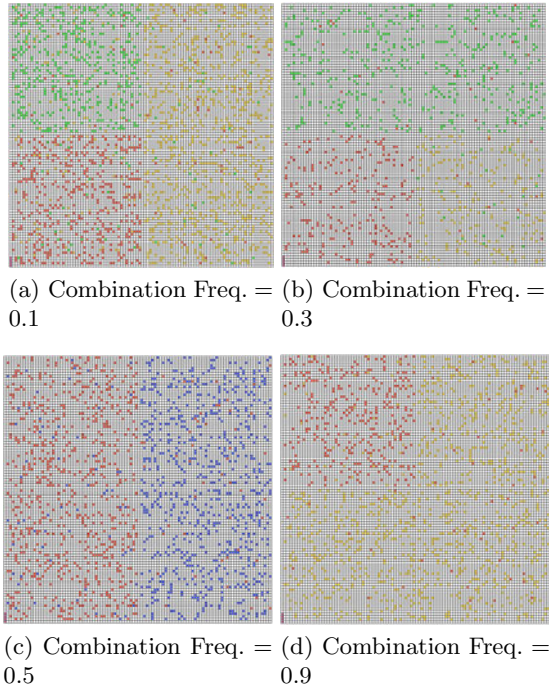 (a) Combination Freq. =
0.1
(b) Combination Freq. =
0.3
(c) Combination Freq. =
0.5
(d) Combination Freq. =
0.9